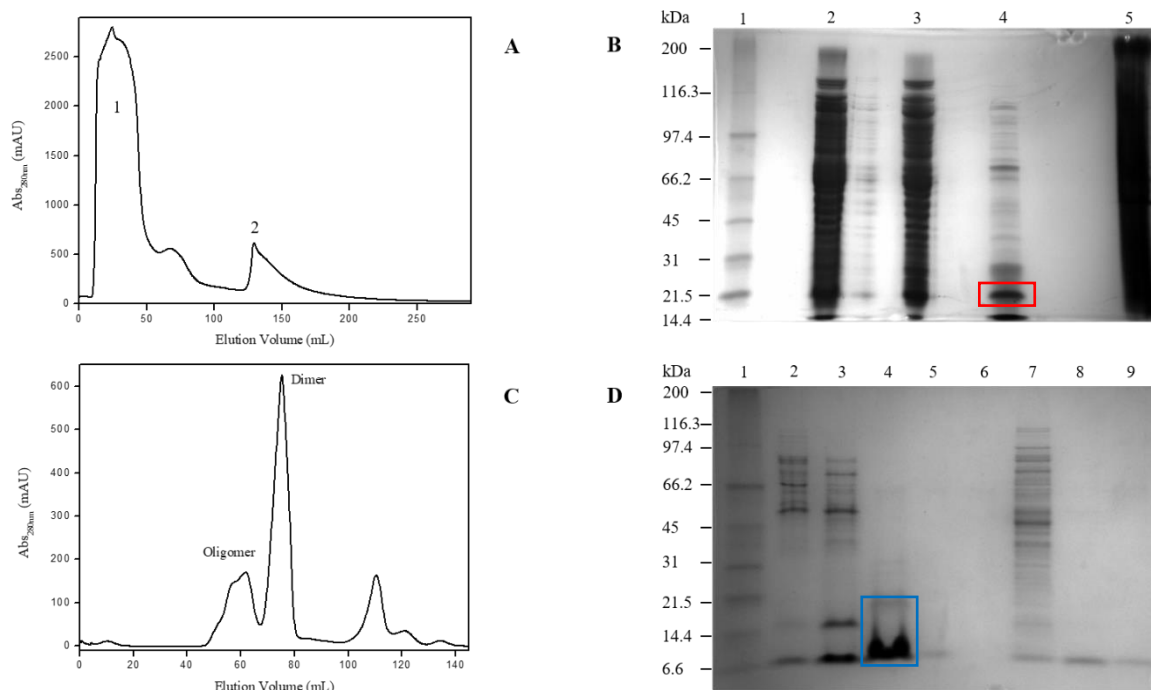 A
Abs280nm (mAU)
2500
2000
1500
1000
500
0
1
2
0 50 100 150 200 250
Elution Volume (mL)
B
kDa 1 2 3 4 5
200
116.3
97.4
66.2
45
31
21.5
14.4
C
Abs280nm (mAU)
600
500
400
300
200
100
0
Dimer
Oligomer
0 20 40 60 80 100 120 140
Elution Volume (mL)
D
kDa 1 2 3 4 5 6 7 8 9
200
116.3
97.4
66.2
45
31
21.5
14.4
6.6